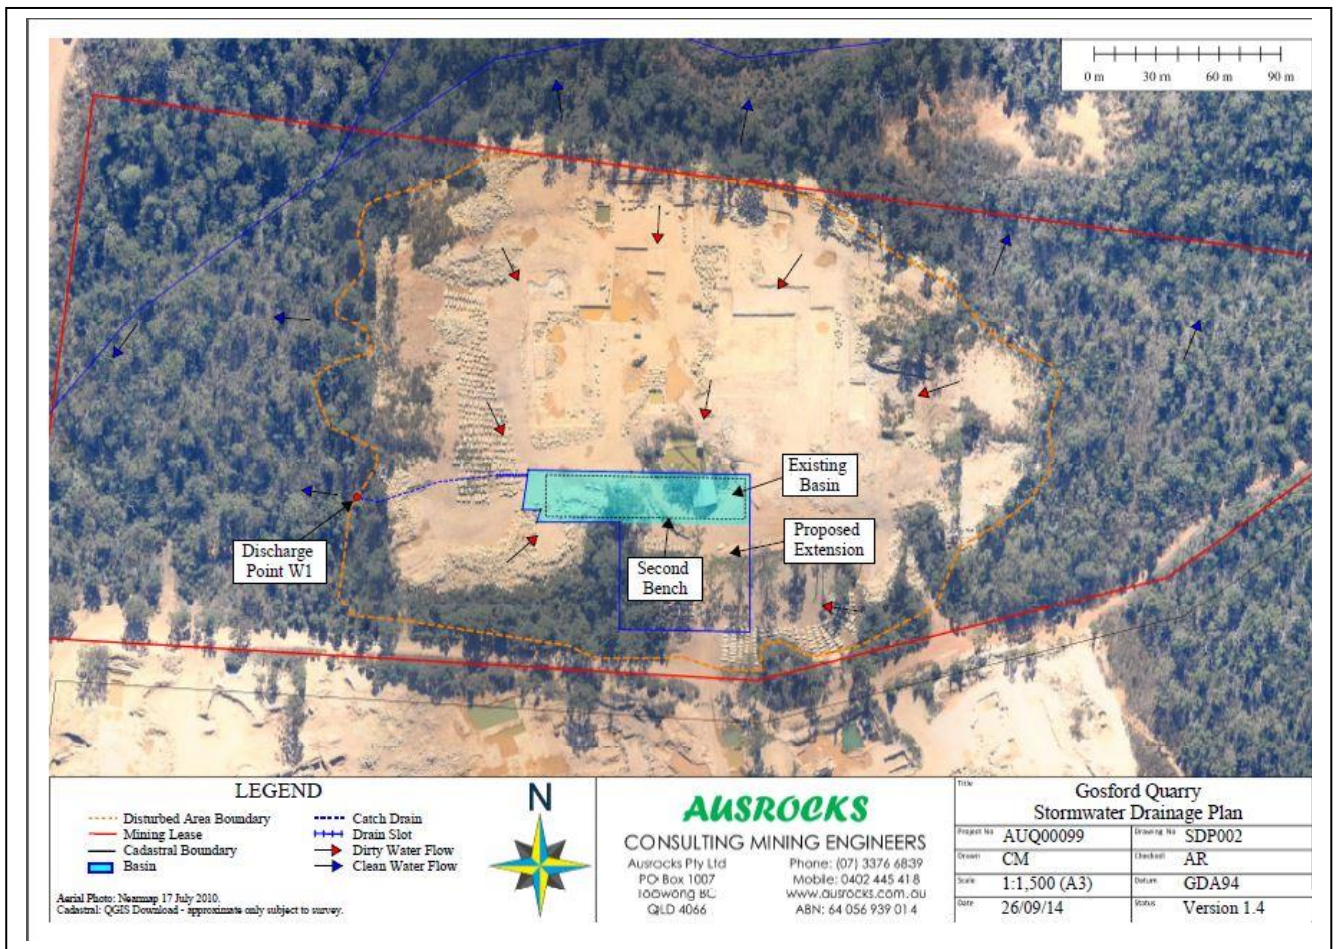 0 m 30 m 60 m 90 m
Existing
Basin
Proposed
Extension
Second
Bench
Discharge
Point W1
LEGEND
Disturbed Area Boundary
Mining Lease
Cadastral Boundary
Basin
Catch Drain
Drain Slot
Dirty Water Flow
Clean Water Flow
Aerial Photo: Nearmap 17 July 2010.
Cadastral: QGIS Download - approximate only subject to survey.
N
AUSROCKS
CONSULTING MINING ENGINEERS
Ausrocks Pty Ltd
PO Box 1007
Toowong BC
QLD 4066
Phone: (07) 3376 6839
Mobile: 0402 445 418
www.ausrocks.com.au
ABN: 64 056 939 014
Title
Gosford Quarry
Stormwater Drainage Plan
Project No AUQ00099
Drawing No SDP002
Drawn CM
Checked AR
Scale 1:1,500 (A3)
Datum GDA94
Date 26/09/14
Status Version 1.4